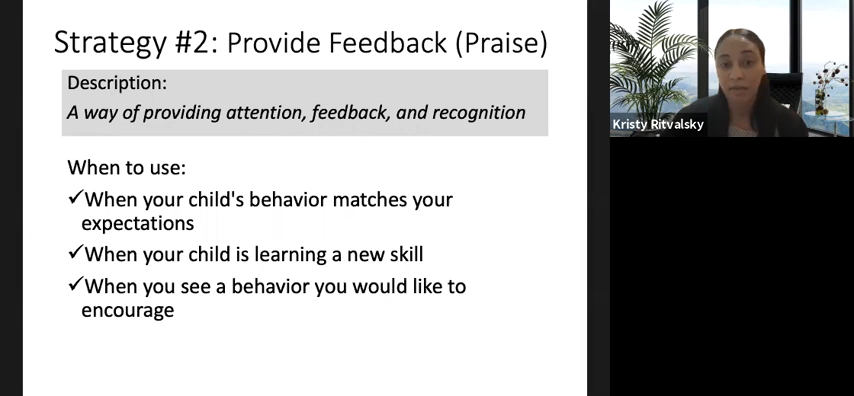 Strategy #2: Provide Feedback (Praise)
Description:
A way of providing attention, feedback, and recognition
When to use:
✓When your child's behavior matches your
expectations
✓When your child is learning a new skill
✓When you see a behavior you would like to
encourage
Kristy Ritvalsky